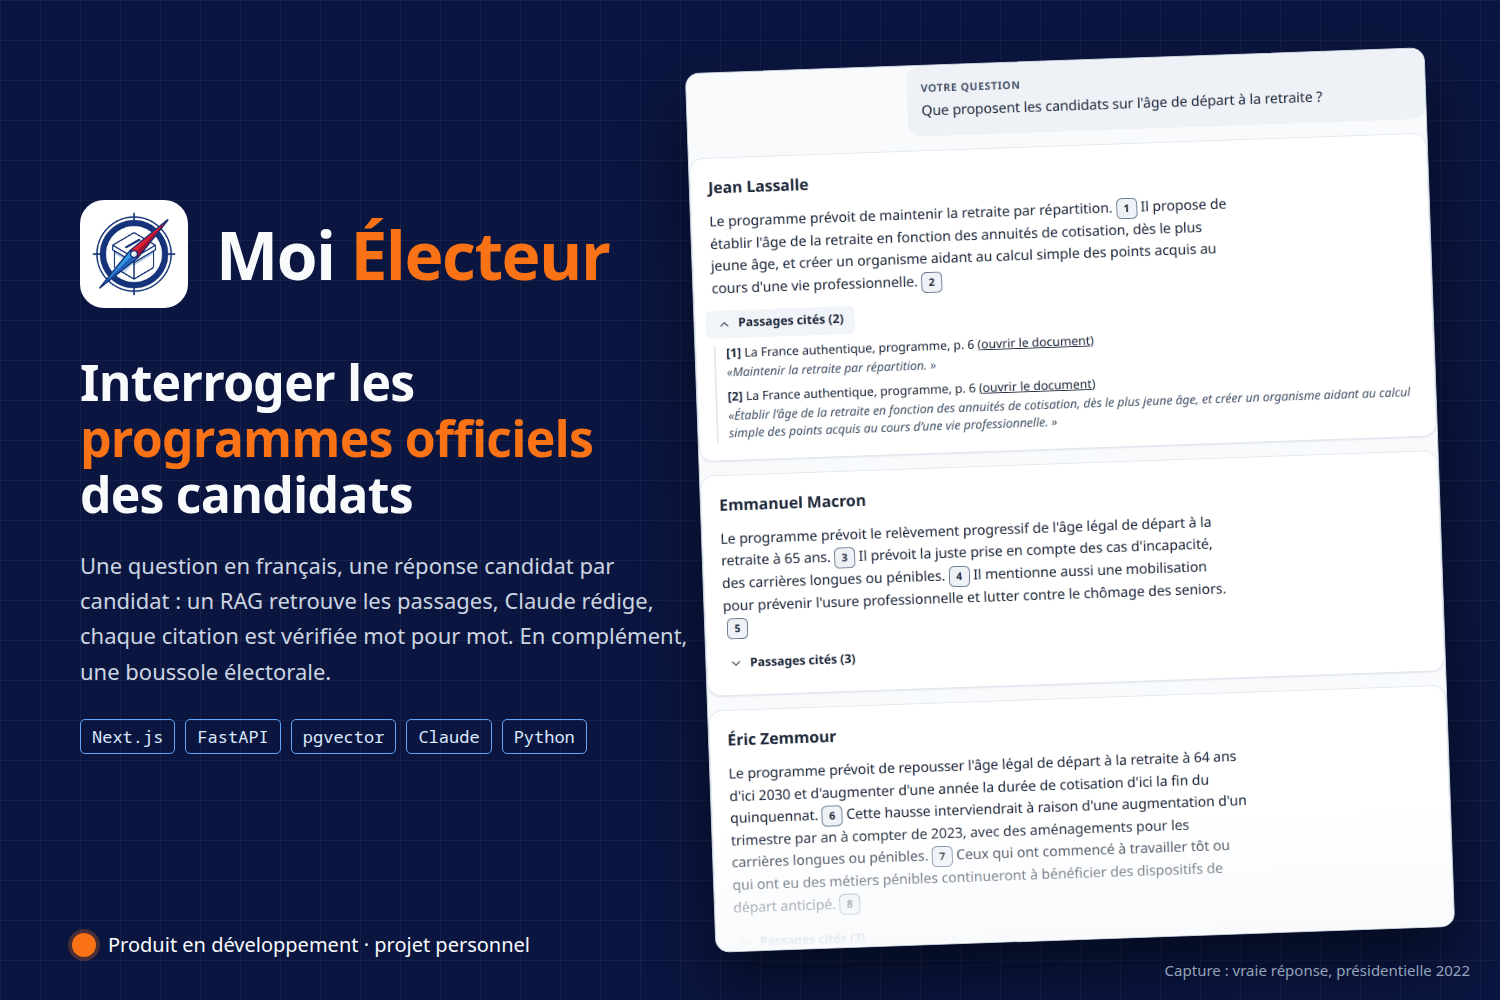 Moi Électeur
Interroger les
programmes officiels
des candidats
Une question en français, une réponse candidat par
candidat : un RAG retrouve les passages, Claude rédige,
chaque citation est vérifiée mot pour mot. En complément,
une boussole électorale.
Next.js FastAPI pgvector Claude Python
Produit en développement · projet personnel
VOTRE QUESTION
Que proposent les candidats sur l'âge de départ à la retraite ?
Jean Lassalle
Le programme prévoit de maintenir la retraite par répartition. 1 Il propose de
établir l'âge de la retraite en fonction des annuités de cotisation, dès le plus
jeune âge, et créer un organisme aidant au calcul simple des points acquis au
cours d'une vie professionnelle. 2
Passages cités (2)
[1] La France authentique, programme, p. 6 (ouvrir le document)
«Maintenir la retraite par répartition. »
[2] La France authentique, programme, p. 6 (ouvrir le document)
«Établir l’âge de la retraite en fonction des annuités de cotisation, dès le plus jeune âge, et créer un organisme aidant au calcul
simple des points acquis au cours d’une vie professionnelle. »
Emmanuel Macron
Le programme prévoit le relèvement progressif de l'âge légal de départ à la
retraite à 65 ans. 3 Il prévoit la juste prise en compte des cas d'incapacité,
des carrières longues ou pénibles. 4 Il mentionne aussi une mobilisation
pour prévenir l'usure professionnelle et lutter contre le chômage des seniors.
5
Passages cités (3)
Éric Zemmour
Le programme prévoit de repousser l'âge légal de départ à la retraite à 64 ans
d'ici 2030 et d'augmenter d'une année la durée de cotisation d'ici la fin du
quinquennat. 6 Cette hausse interviendrait à raison d'une augmentation d'un
trimestre par an à compter de 2023, avec des aménagements pour les
carrières longues ou pénibles. 7 Ceux qui ont commencé à travailler tôt ou
qui ont eu des métiers pénibles continueront à bénéficier des dispositifs de
départ anticipé. 8
Passages cités (3)
Capture : vraie réponse, présidentielle 2022